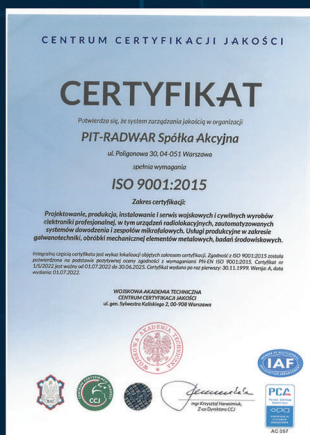 CENTRUM CERTYFIKACJI JAKOŚCI
CERTYFIKAT
Potwierdza się, że system zarządzania jakością w organizacji
PIT-RADWAR Spółka Akcyjna
ul. Poligonowa 30, 04-051 Warszawa
spełnia wymagania
ISO 9001:2015
Zakres certyfikacji:
Projektowanie, produkcja, instalowanie i serwis wojskowych i cywilnych wyrobów
elektroniki profesjonalnej, w tym urządzeń radiolokacyjnych, zautomatyzowanych
systemów dowodzenia i zespołów mikrofalowych. Usługi produkcyjne w zakresie
galwanotechniki, obróbki mechanicznej elementów metalowych, badań środowiskowych.
Integralną częścią certyfikatu jest wykaz lokalizacji objętych zakresem certyfikacji. Zgodność z ISO 9001:2015 została
potwierdzona na podstawie pozytywnej oceny zgodności z wymaganiami PN-EN ISO 9001:2015. Certyfikat nr
1/S/2022 jest ważny od 01.07.2022 do 30.06.2025. Certyfikat wydano po raz pierwszy: 30.11.1999. Wersja: A, data
wydania: 01.07.2022.
WOJSKOWA AKADEMIA TECHNICZNA
CENTRUM CERTYFIKACJI JAKOŚCI
ul. gen. Sylwestra Kaliskiego 2, 00-908 Warszawa
WOJSKOWA AKADEMIA TECHNICZNA
IAF
CCJ
mgr Krzysztof
Z-ca Dyrektora CCJ
PCA
AC 057